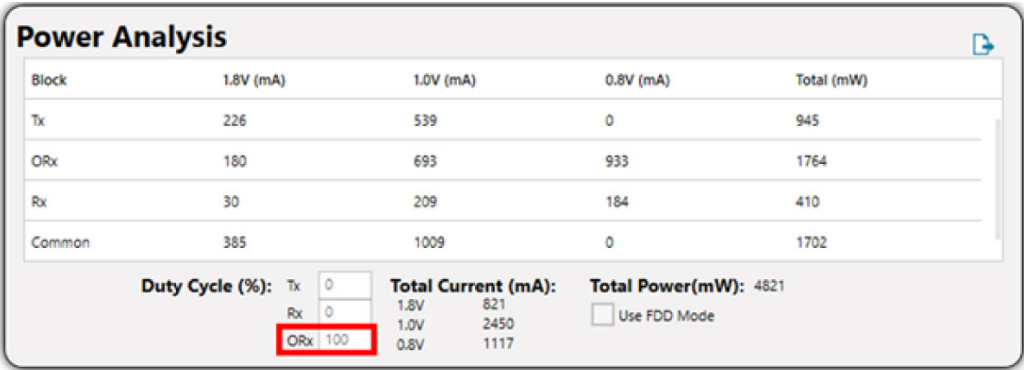 Power Analysis
Block 1.8V (mA) 1.0V (mA) 0.8V (mA) Total (mW)
Tx 226 539 0 945
ORx 180 693 933 1764
Rx 30 209 184 410
Common 385 1009 0 1702
Duty Cycle (%): Tx 0 Total Current (mA): Total Power(mW): 4821
1.8V 821
Rx 0 Use FDD Mode
1.0V 2450
ORx 100
0.8V 1117